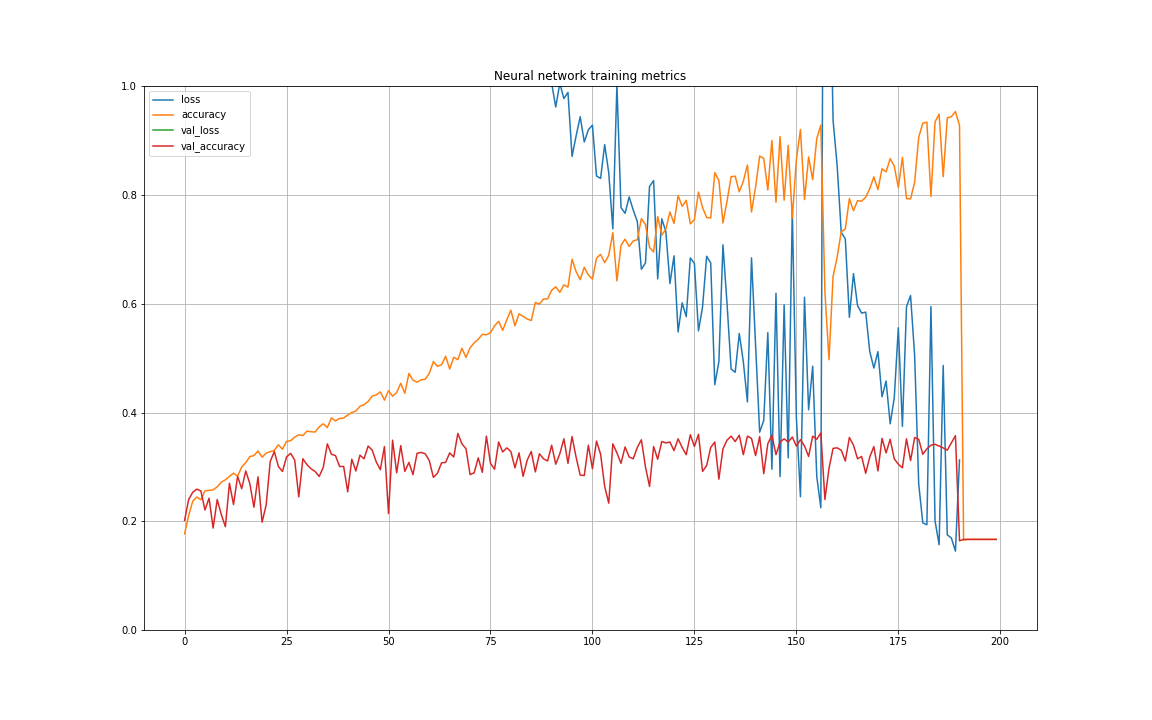 Neural network training metrics
1.0
loss
accuracy
val_loss
val_accuracy
0.8
0.6
0.4
0.2
0.0
0 25 50 75 100 125 150 175 200